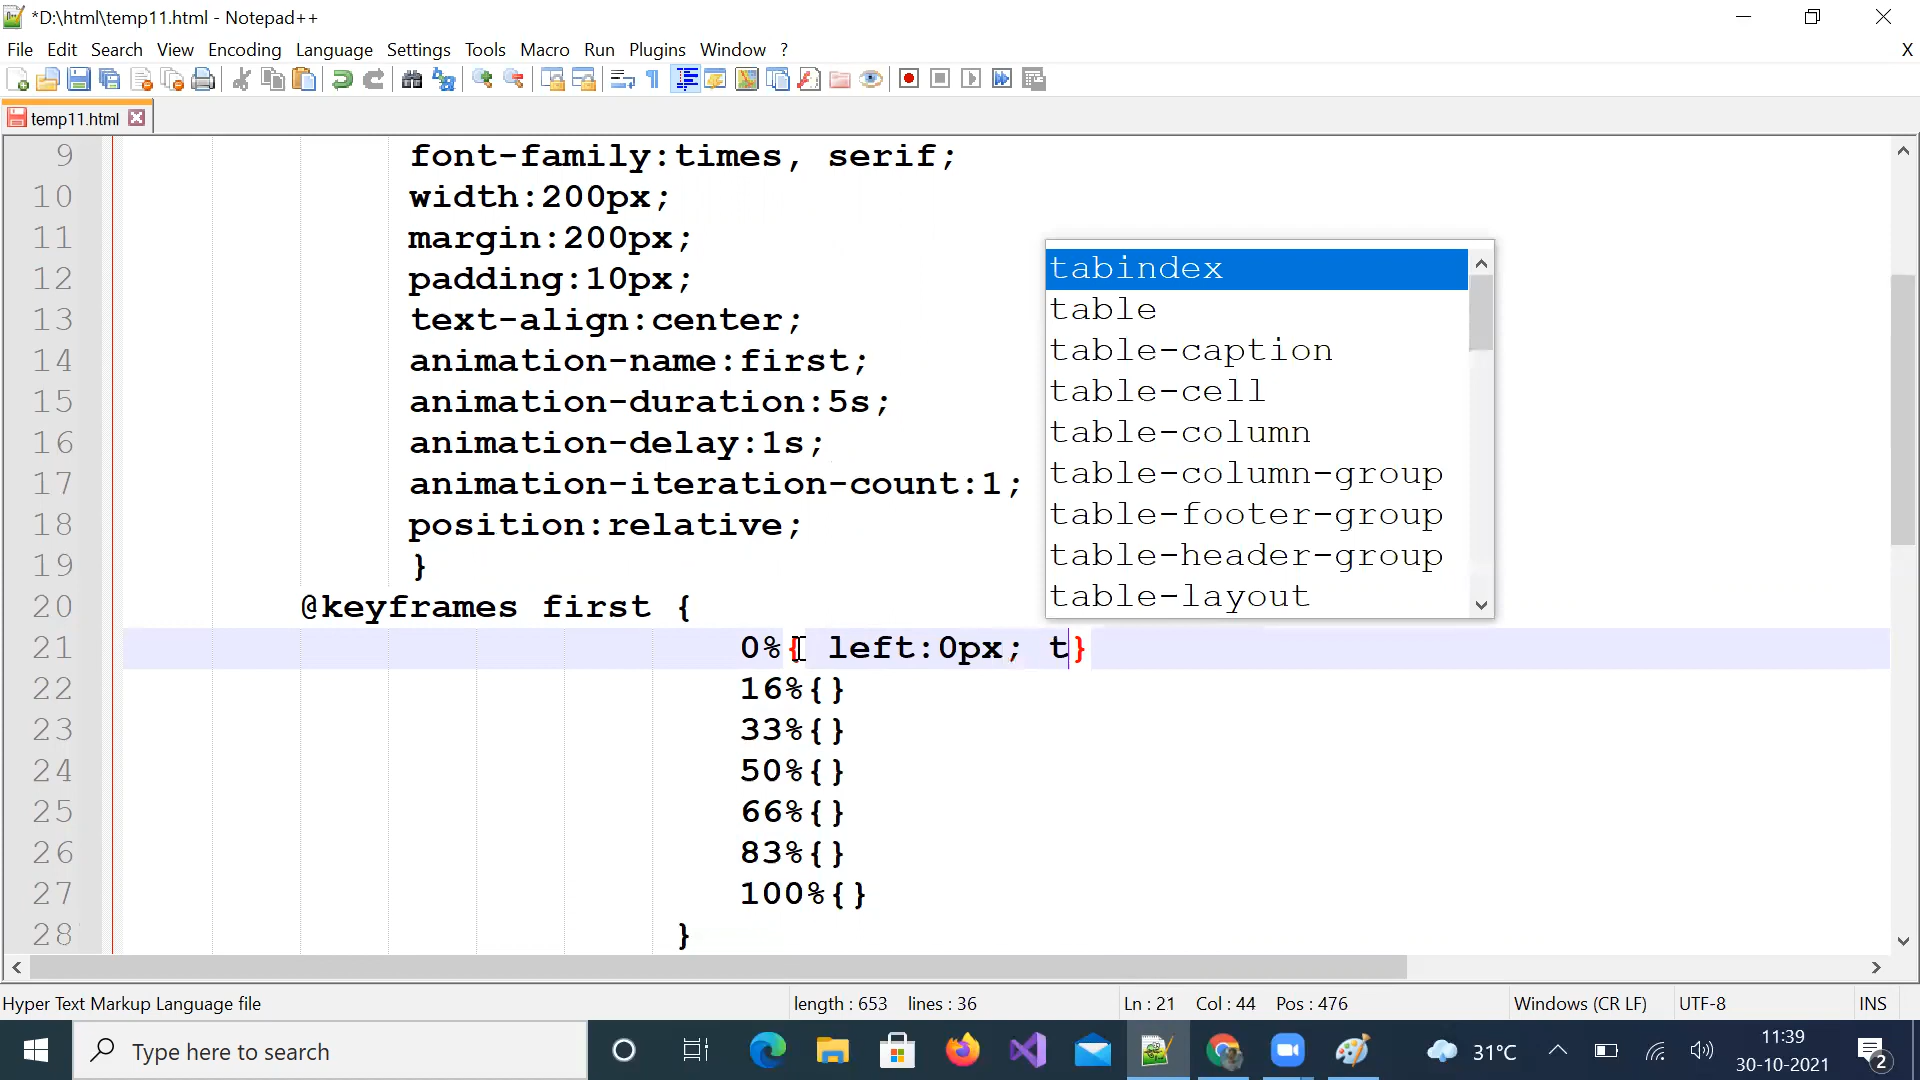 *D:\html\temp11.html - Notepad++
File Edit Search View Encoding Language Settings Tools Macro Run Plugins Window ?
X
temp11.html
9 font-family:times, serif;
10 width:200px;
11 margin:200px;
12 padding:10px;
13 text-align:center;
14 animation-name:first;
15 animation-duration:5s;
16 animation-delay:1s;
17 animation-iteration-count:1;
18 position:relative;
19 }
20 @keyframes first {
21 0%{ left:0px; t}
22 16%{}
23 33%{}
24 50%{}
25 66%{}
26 83%{}
27 100%{}
28 }
tabindex
table
table-caption
table-cell
table-column
table-column-group
table-footer-group
table-header-group
table-layout
Hyper Text Markup Language file length : 653 lines : 36 Ln : 21 Col : 44 Pos : 476 Windows (CR LF) UTF-8 INS
Type here to search
31°C
11:39
30-10-2021
2